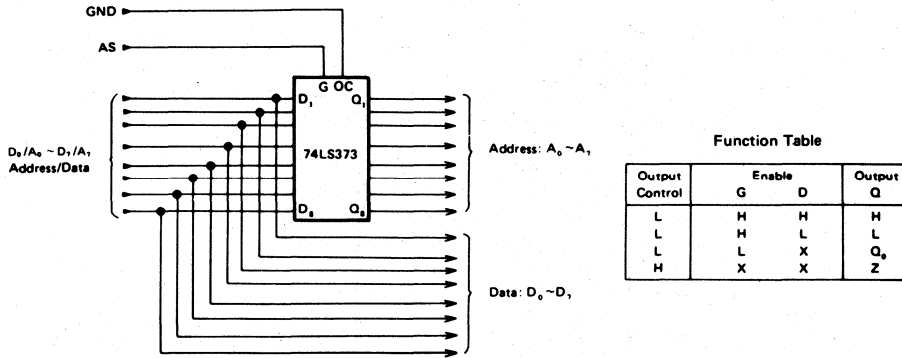 GND
AS
G OC
D₁ Q₁
74LS373
D₈ Q₈
D₀/A₀ ~ D₇/A₇
Address/Data
Address: A₀ ~ A₇
Data: D₀ ~ D₇
Function Table
Output Control Enable Output
G D Q
L H H H
L H L L
L L X Q₀
H X X Z